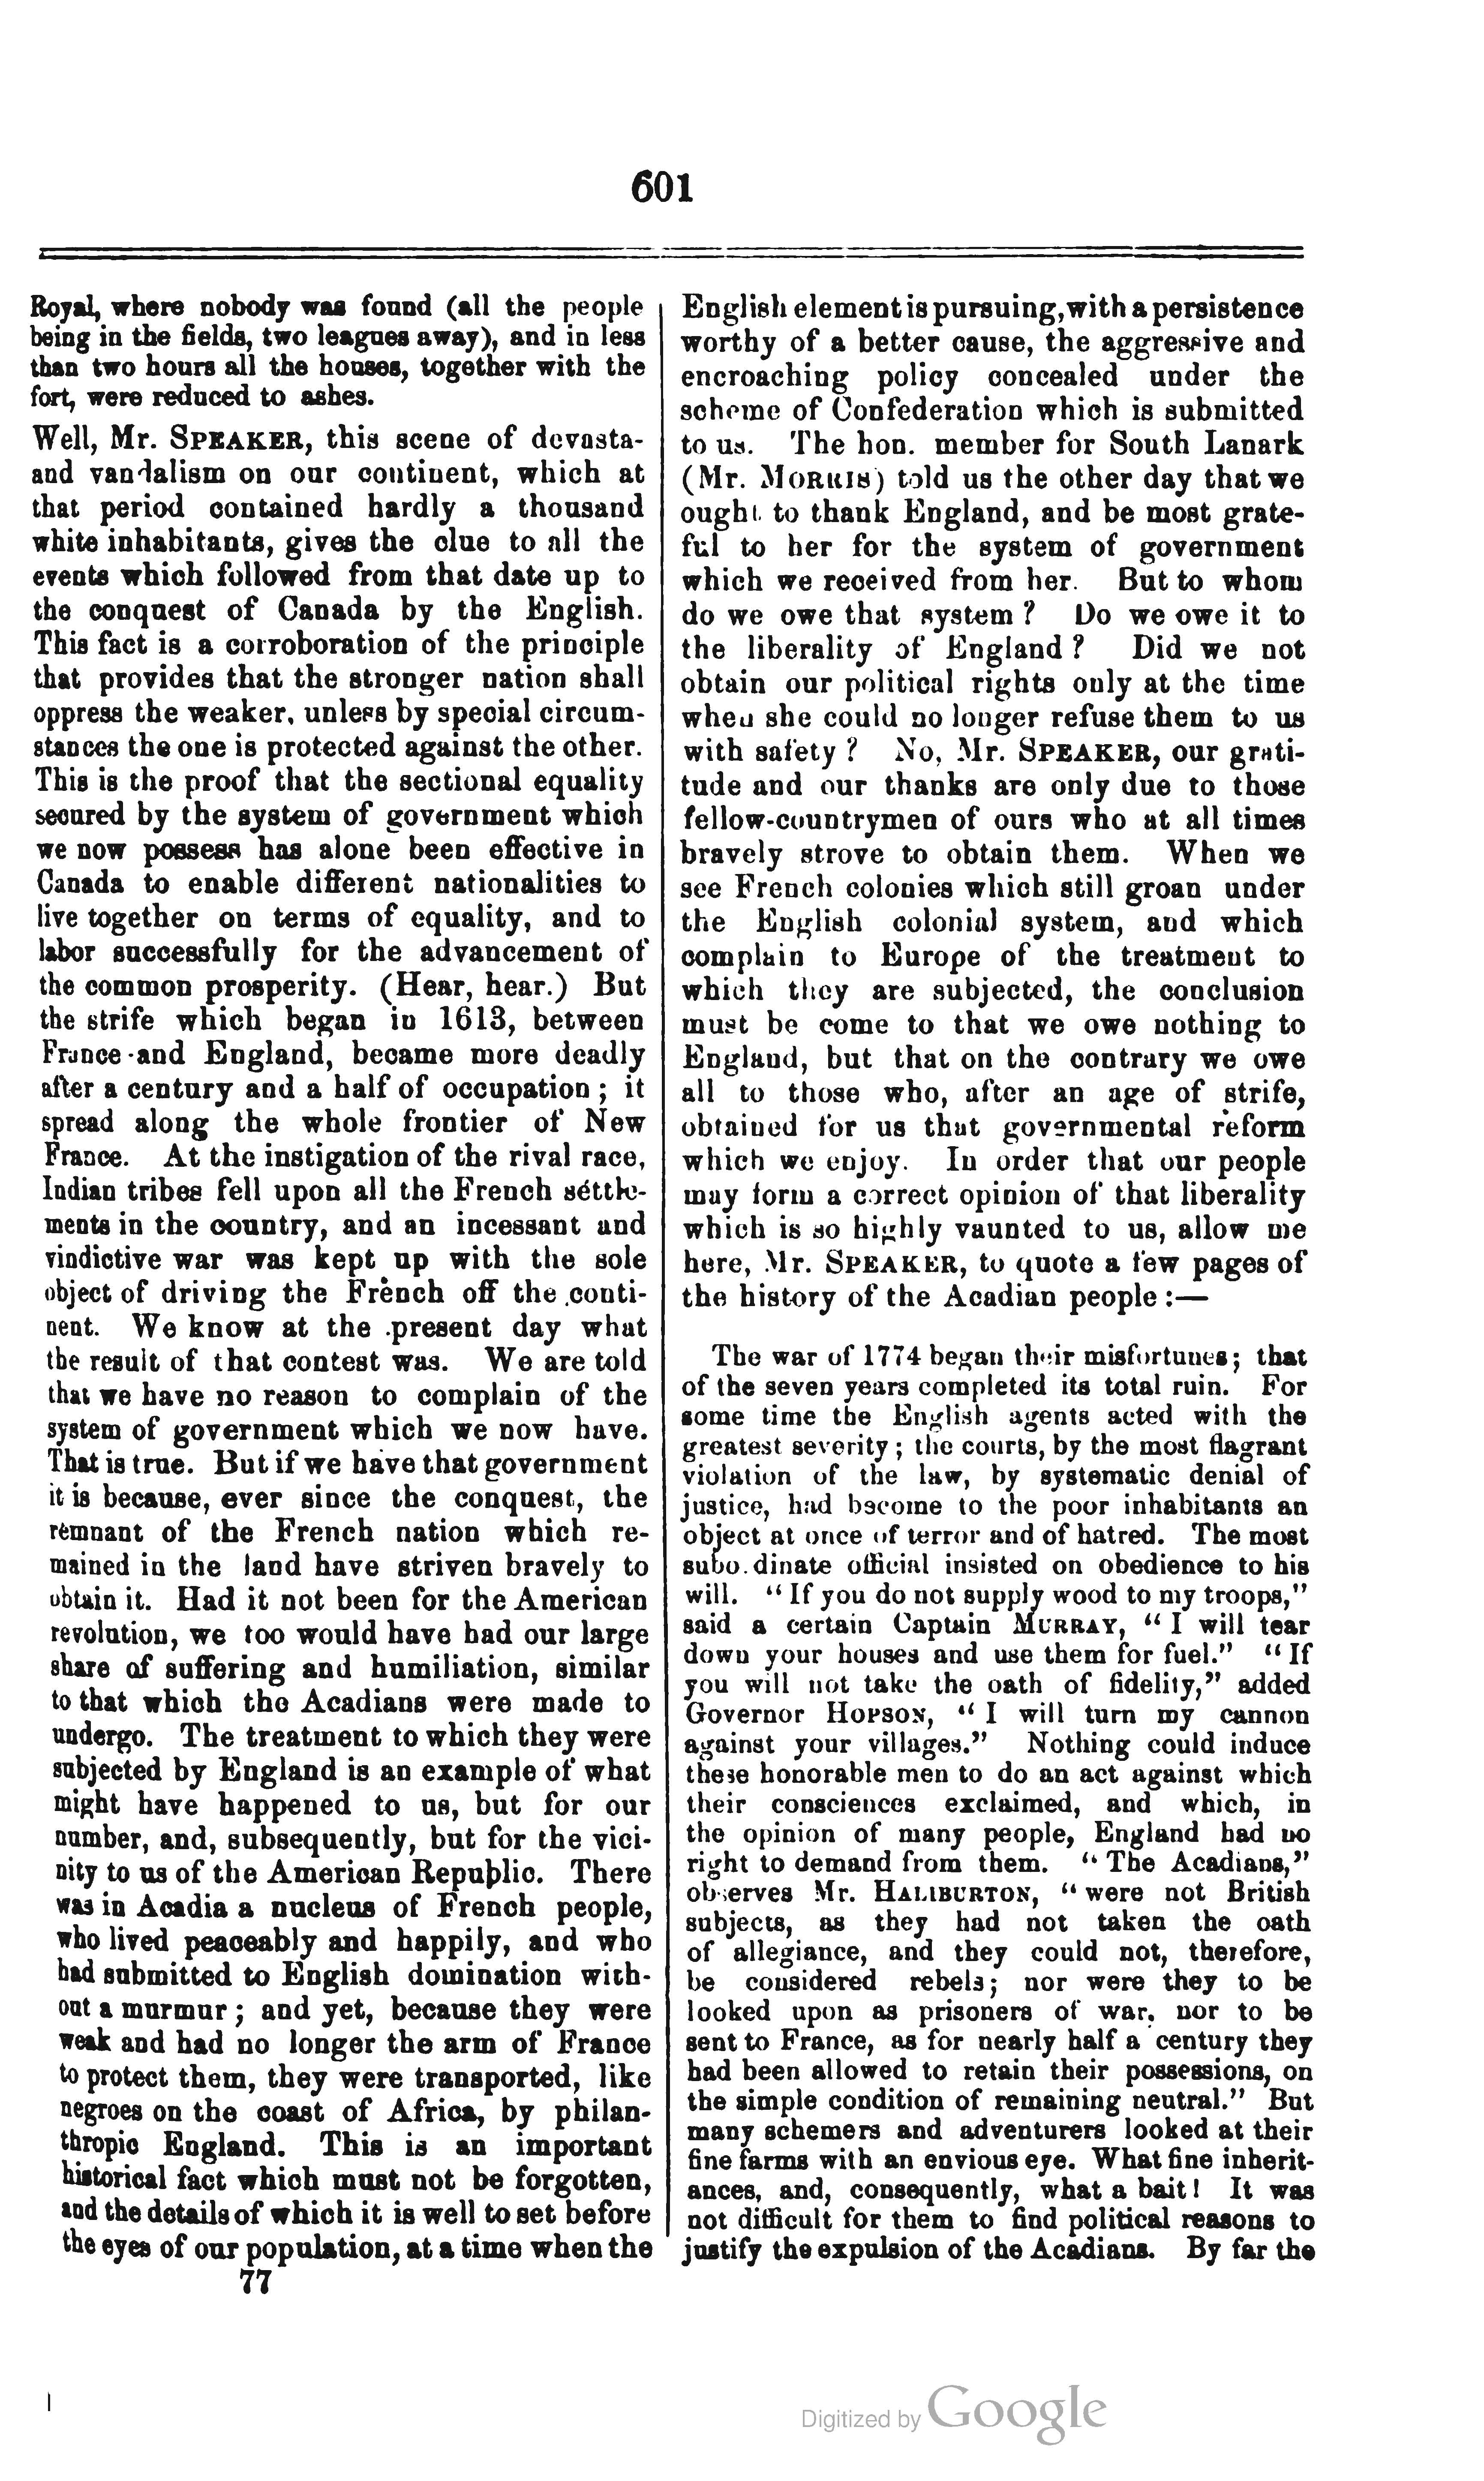 601
Royal, where nobody was found (all the people
being in the fields, two leagues away), and in less
than two hours all the houses, together with the
fort, were reduced to ashes.
Well, Mr. SPEAKER, this scene of devasta-
and vandalism on our continent, which at
that period contained hardly a thousand
white inhabitants, gives the clue to all the
events which followed from that date up to
the conquest of Canada by the English.
This fact is a corroboration of the principle
that provides that the stronger nation shall
oppress the weaker, unless by special circum-
stances the one is protected against the other.
This is the proof that the sectional equality
secured by the system of government which
we now possess has alone been effective in
Canada to enable different nationalities to
live together on terms of equality, and to
labor successfully for the advancement of
the common prosperity. (Hear, hear.) But
the strife which began in 1613, between
France and England, became more deadly
after a century and a half of occupation; it
spread along the whole frontier of New
France. At the instigation of the rival race,
Indian tribes fell upon all the French settle-
ments in the country, and an incessant and
vindictive war was kept up with the sole
object of driving the French off the conti-
nent. We know at the present day what
the result of that contest was. We are told
that we have no reason to complain of the
system of government which we now have.
That is true. But if we have that government
it is because, ever since the conquest, the
remnant of the French nation which re-
mained in the land have striven bravely to
obtain it. Had it not been for the American
revolution, we too would have had our large
share of suffering and humiliation, similar
to that which the Acadians were made to
undergo. The treatment to which they were
subjected by England is an example of what
might have happened to us, but for our
number, and, subsequently, but for the vici-
nity to us of the American Republic. There
was in Acadia a nucleus of French people,
who lived peaceably and happily, and who
had submitted to English domination with-
out a murmur; and yet, because they were
weak and had no longer the arm of France
to protect them, they were transported, like
negroes on the coast of Africa, by philan-
thropic England. This is an important
historical fact which must not be forgotten,
and the details of which it is well to set before
the eyes of our population, at a time when the
77
English element is pursuing, with a persistence
worthy of a better cause, the aggressive and
encroaching policy concealed under the
scheme of Confederation which is submitted
to us. The hon. member for South Lanark
(Mr. MORRIS) told us the other day that we
ought to thank England, and be most grate-
ful to her for the system of government
which we received from her. But to whom
do we owe that system? Do we owe it to
the liberality of England? Did we not
obtain our political rights only at the time
when she could no longer refuse them to us
with safety? No, Mr. SPEAKER, our grati-
tude and our thanks are only due to those
fellow-countrymen of ours who at all times
bravely strove to obtain them. When we
see French colonies which still groan under
the English colonial system, and which
complain to Europe of the treatment to
which they are subjected, the conclusion
must be come to that we owe nothing to
England, but that on the contrary we owe
all to those who, after an age of strife,
obtained for us that governmental reform
which we enjoy. In order that our people
may form a correct opinion of that liberality
which is so highly vaunted to us, allow me
here, Mr. SPEAKER, to quote a few pages of
the history of the Acadian people:—
The war of 1774 began their misfortunes; that
of the seven years completed its total ruin. For
some time the English agents acted with the
greatest severity; the courts, by the most flagrant
violation of the law, by systematic denial of
justice, had become to the poor inhabitants an
object at once of terror and of hatred. The most
subo.dinate official insisted on obedience to his
will. "If you do not supply wood to my troops,"
said a certain Captain MURRAY, "I will tear
down your houses and use them for fuel." "If
you will not take the oath of fidelity," added
Governor HOPSON, "I will turn my cannon
against your villages." Nothing could induce
these honorable men to do an act against which
their consciences exclaimed, and which, in
the opinion of many people, England had no
right to demand from them. "The Acadians,"
observes Mr. HALIBURTON, "were not British
subjects, as they had not taken the oath
of allegiance, and they could not, therefore,
be considered rebels; nor were they to be
looked upon as prisoners of war, nor to be
sent to France, as for nearly half a century they
had been allowed to retain their possessions, on
the simple condition of remaining neutral." But
many schemers and adventurers looked at their
fine farms with an envious eye. What fine inherit-
ances, and, consequently, what a bait! It was
not difficult for them to find political reasons to
justify the expulsion of the Acadians. By far the
Digitized by Google